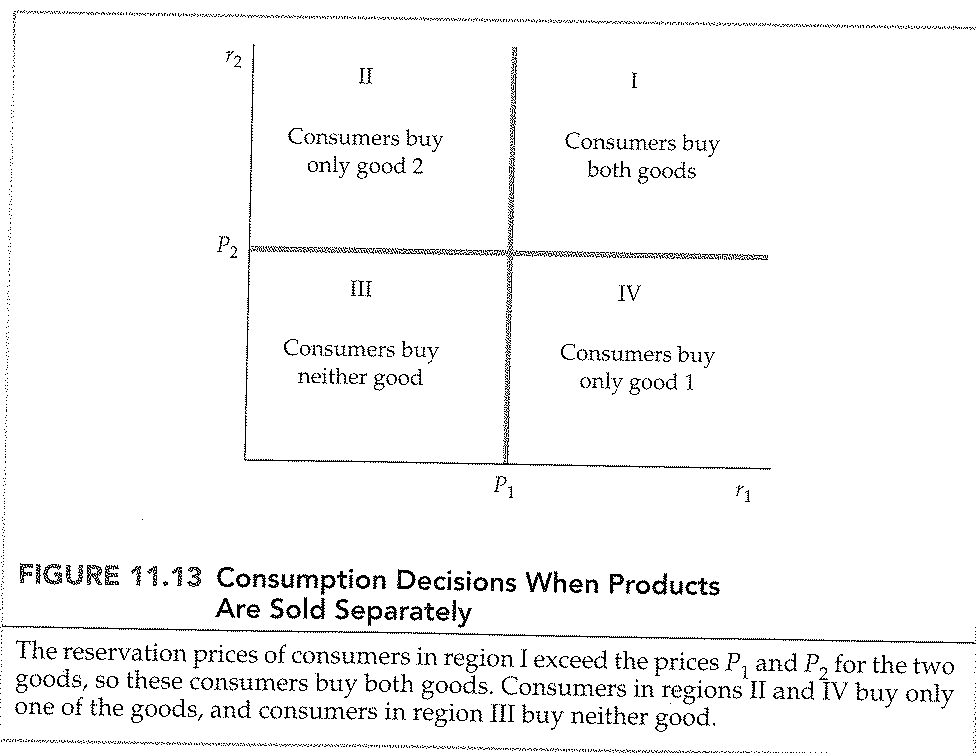 r2
II
I
Consumers buy
only good 2
Consumers buy
both goods
P2
III
IV
Consumers buy
neither good
Consumers buy
only good 1
P1
r1
FIGURE 11.13 Consumption Decisions When Products
Are Sold Separately
The reservation prices of consumers in region I exceed the prices P1 and P2 for the two
goods, so these consumers buy both goods. Consumers in regions II and IV buy only
one of the goods, and consumers in region III buy neither good.